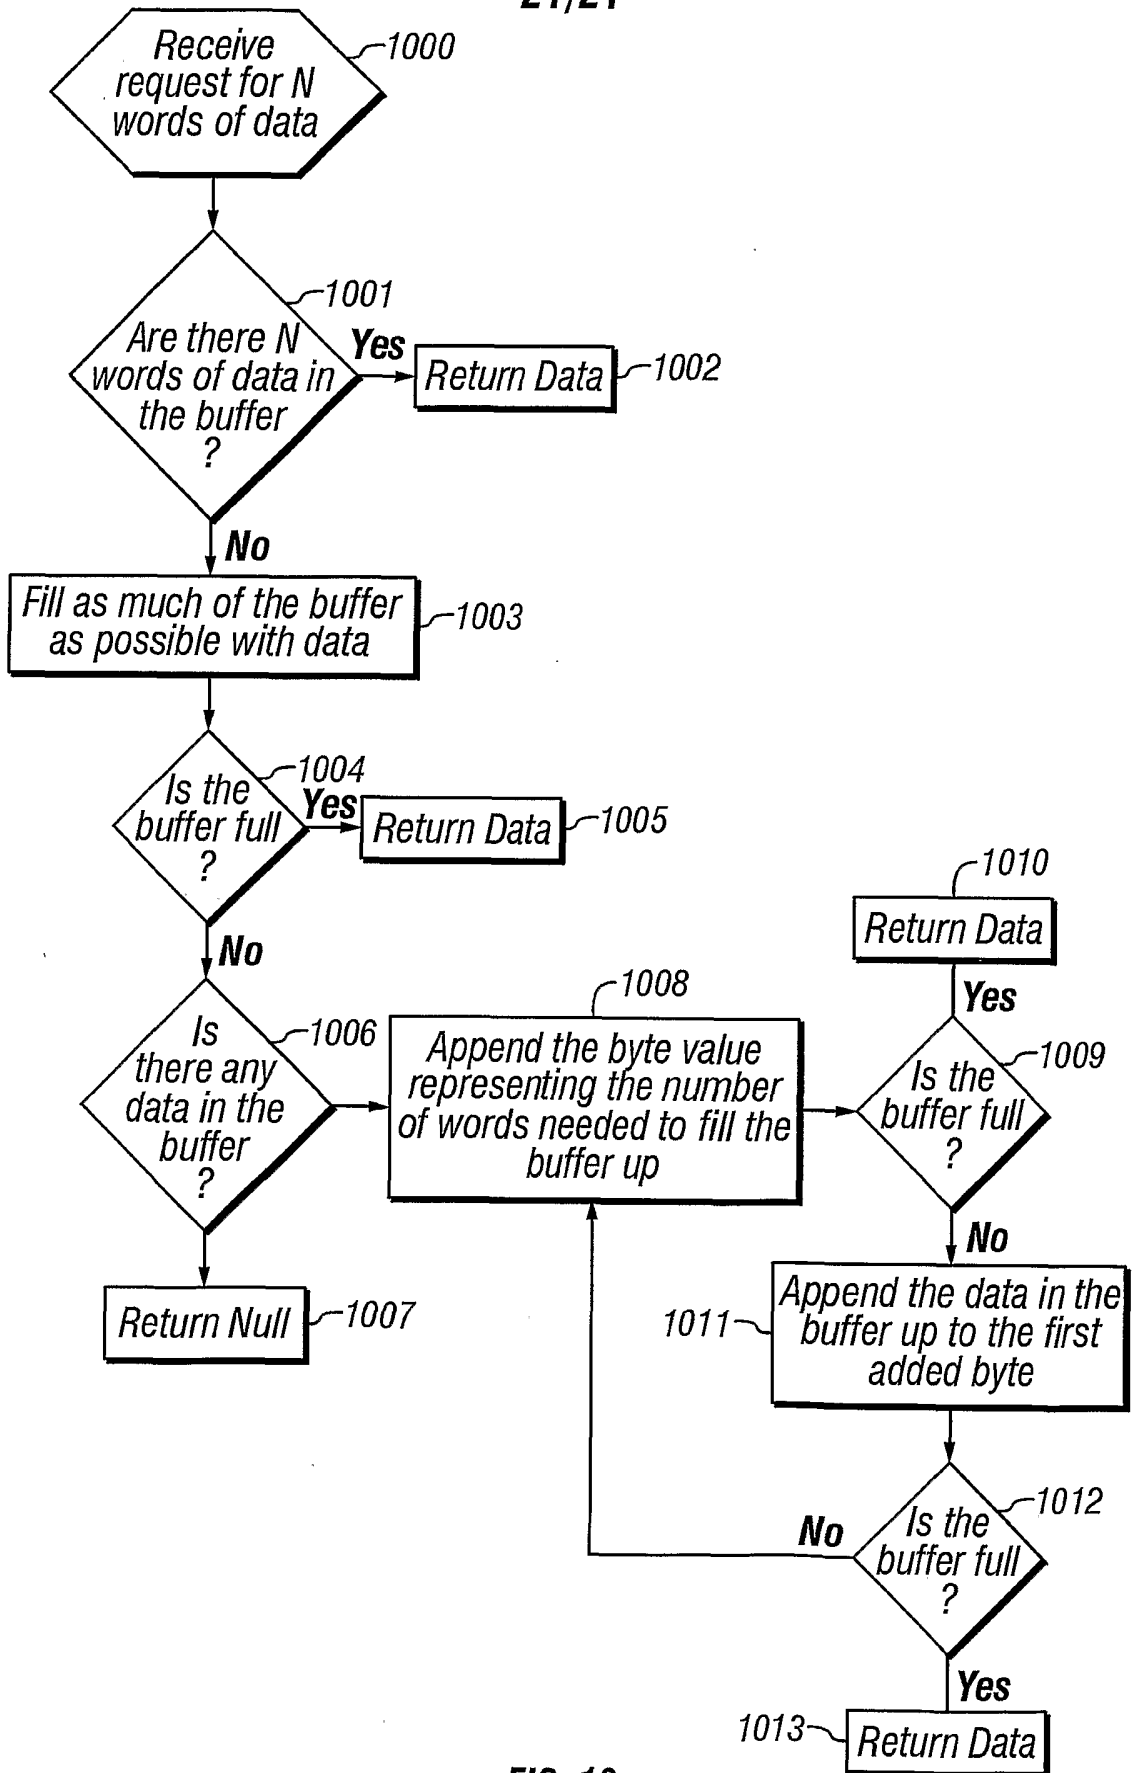 21/21
Receive
request for N
words of data
1000
Are there N
words of data in
the buffer
?
1001
Yes
Return Data
1002
No
Fill as much of the buffer
as possible with data
1003
Is the
buffer full
?
1004
Yes
Return Data
1005
No
Is
there any
data in the
buffer
?
1006
Return Null
1007
Append the byte value
representing the number
of words needed to fill the
buffer up
1008
Is the
buffer full
?
1009
Yes
Return Data
1010
No
Append the data in the
buffer up to the first
added byte
1011
Is the
buffer full
?
1012
No
Yes
Return Data
1013
FIG.